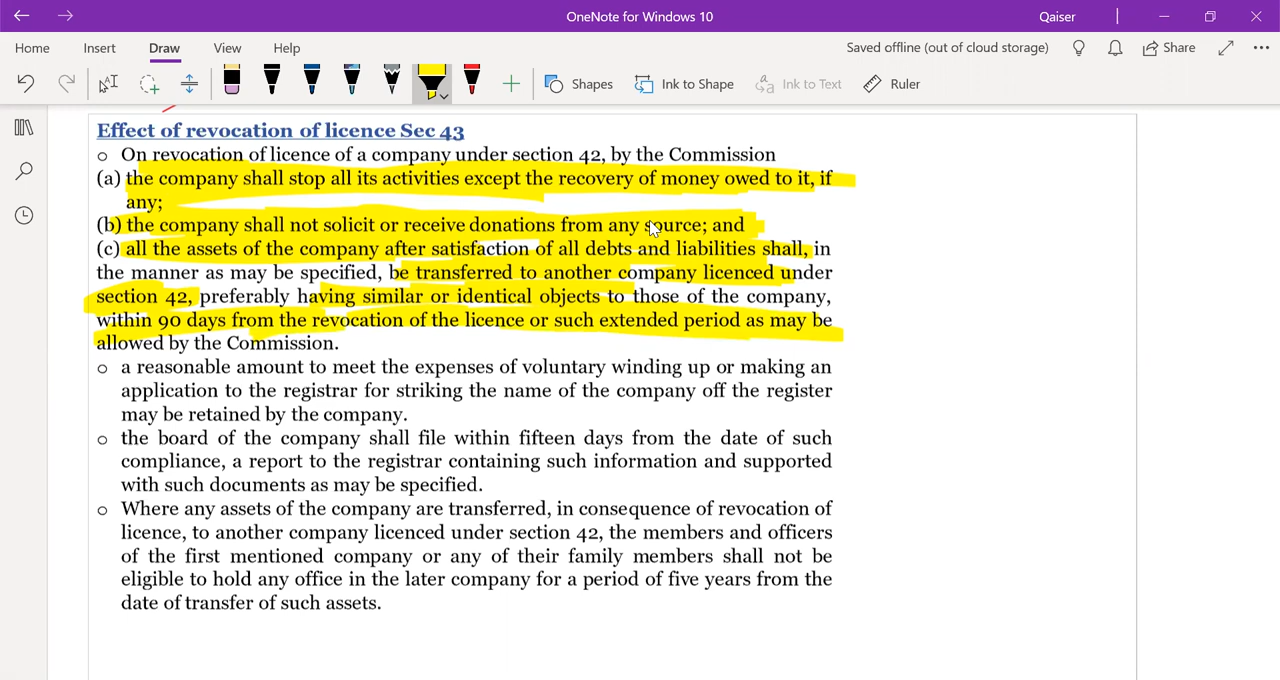 OneNote for Windows 10
Qaiser
Home Insert Draw View Help
Saved offline (out of cloud storage)
Share
Shapes
Ink to Shape
Ink to Text
Ruler
Effect of revocation of licence Sec 43
o On revocation of licence of a company under section 42, by the Commission
(a) the company shall stop all its activities except the recovery of money owed to it, if
any;
(b) the company shall not solicit or receive donations from any source; and
(c) all the assets of the company after satisfaction of all debts and liabilities shall, in
the manner as may be specified, be transferred to another company licenced under
section 42, preferably having similar or identical objects to those of the company,
within 90 days from the revocation of the licence or such extended period as may be
allowed by the Commission.
o a reasonable amount to meet the expenses of voluntary winding up or making an
application to the registrar for striking the name of the company off the register
may be retained by the company.
o the board of the company shall file within fifteen days from the date of such
compliance, a report to the registrar containing such information and supported
with such documents as may be specified.
o Where any assets of the company are transferred, in consequence of revocation of
licence, to another company licenced under section 42, the members and officers
of the first mentioned company or any of their family members shall not be
eligible to hold any office in the later company for a period of five years from the
date of transfer of such assets.